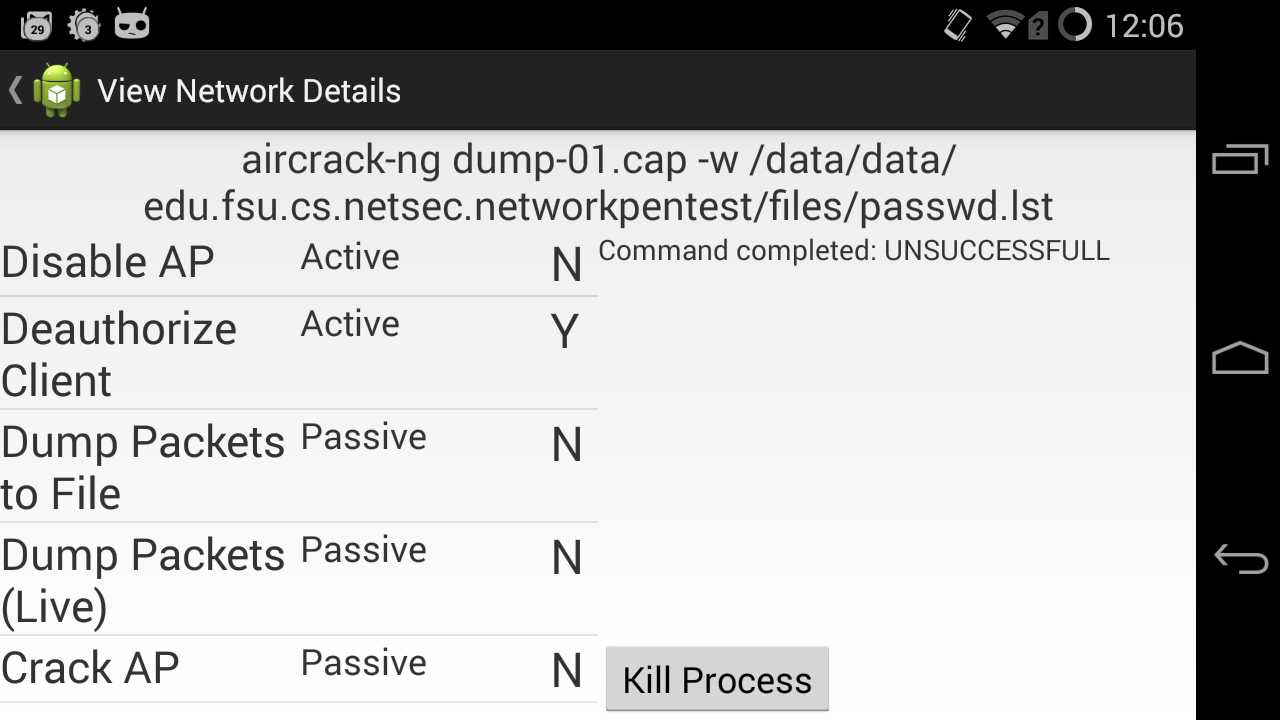 29 3 ? 12:06
View Network Details
aircrack-ng dump-01.cap -w /data/data/
edu.fsu.cs.netsec.networkpentest/files/passwd.lst
Disable AP Active N Command completed: UNSUCCESSFULL
Deauthorize Active Y
Client
Dump Packets Passive N
to File
Dump Packets Passive N
(Live)
Crack AP Passive N Kill Process